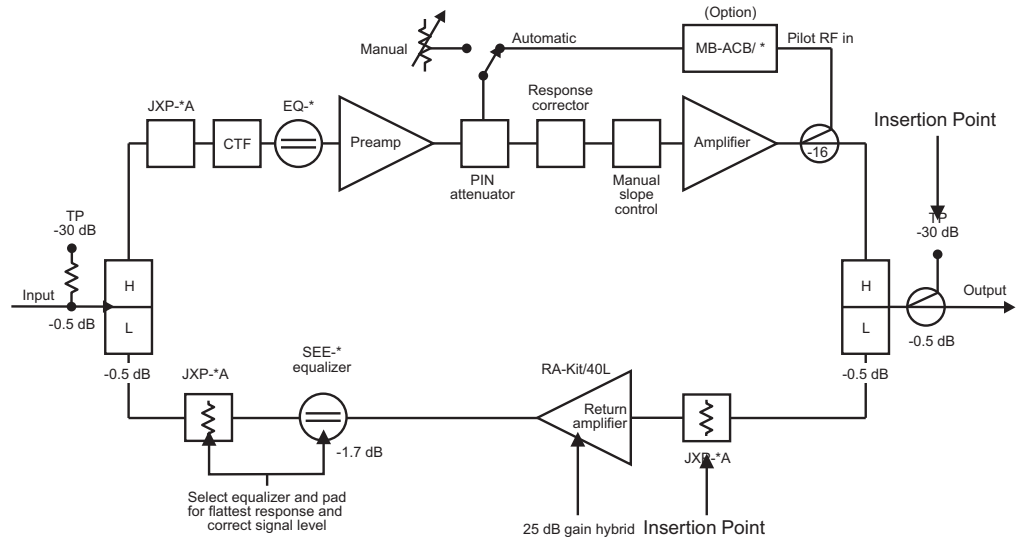 (Option)
Manual
Automatic
MB-ACB/ *
Pilot RF in
JXP-*A
EQ-*
Response
corrector
Insertion Point
CTF
Preamp
Amplifier
-16
PIN
attenuator
Manual
slope
control
TP
-30 dB
TP
-30 dB
H
H
Input
Output
L
L
-0.5 dB
-0.5 dB
-0.5 dB
-0.5 dB
JXP-*A
SEE-*
equalizer
RA-Kit/40L
Return
amplifier
-1.7 dB
JXP-*A
Select equalizer and pad
for flattest response and
correct signal level
25 dB gain hybrid
Insertion Point